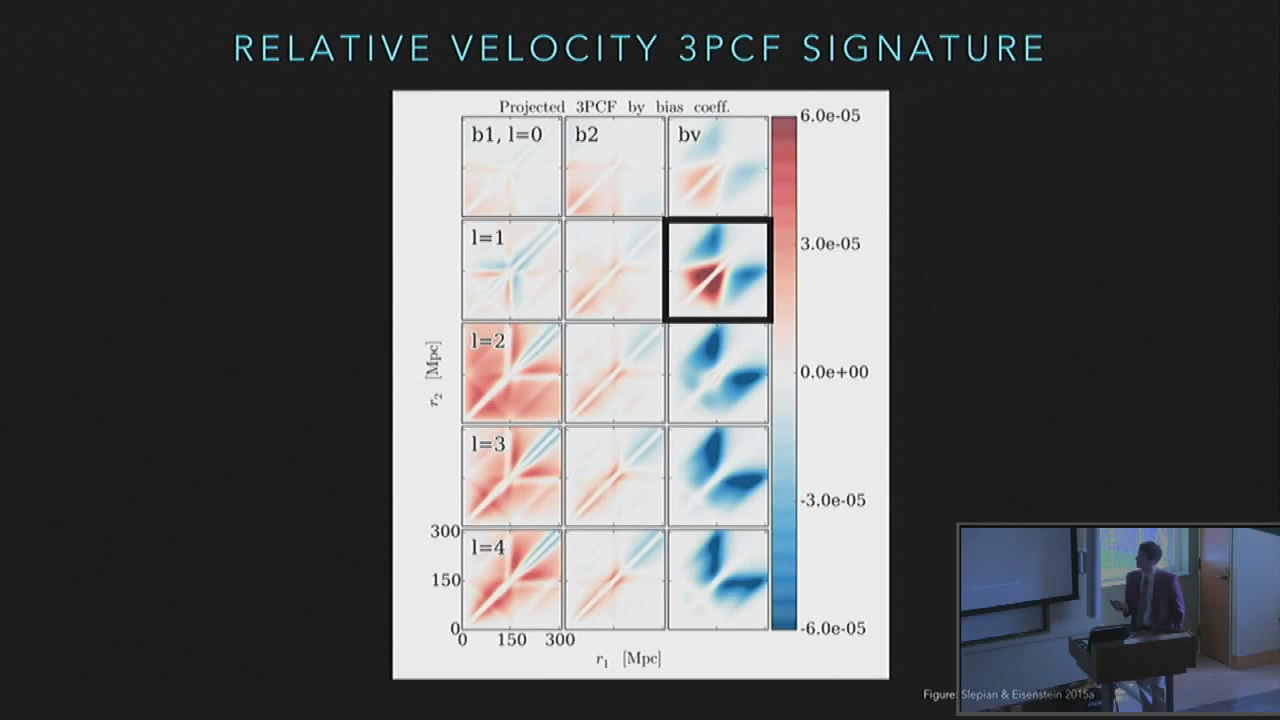 RELATIVE VELOCITY 3PCF SIGNATURE
Projected 3PCF by bias coeff.
b1, l=0
b2
bv
6.0e-05
l=1
3.0e-05
l=2
0.0e+00
r₂ [Mpc]
l=3
-3.0e-05
300
l=4
150
0
-6.0e-05
0 150 300
r₁ [Mpc]
Figure: Slepian & Eisenstein 2015a